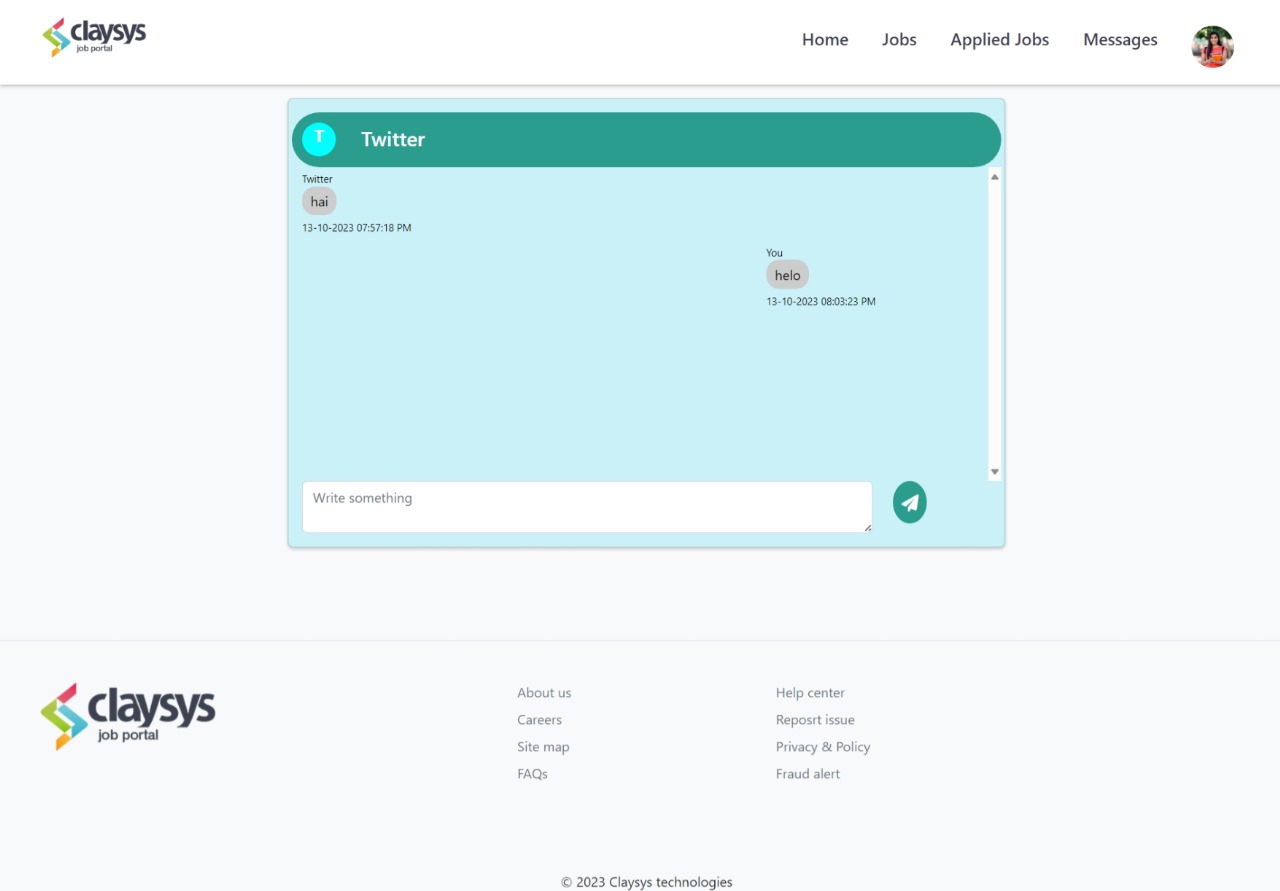 claysys
job portal
Home Jobs Applied Jobs Messages
T Twitter
Twitter
hai
13-10-2023 07:57:18 PM
You
helo
13-10-2023 08:03:23 PM
Write something
claysys
job portal
About us
Careers
Site map
FAQs
Help center
Reposrt issue
Privacy & Policy
Fraud alert
© 2023 Claysys technologies